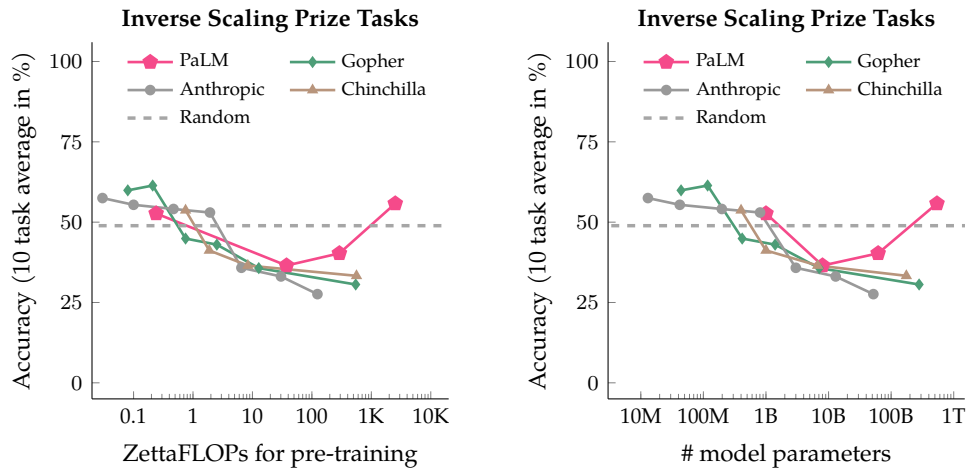 Inverse Scaling Prize Tasks
Accuracy (10 task average in %)
100
75
50
25
0
PaLM
Gopher
Anthropic
Chinchilla
Random
0.1
1
10
100
1K
10K
ZettaFLOPs for pre-training
Inverse Scaling Prize Tasks
Accuracy (10 task average in %)
100
75
50
25
0
PaLM
Gopher
Anthropic
Chinchilla
Random
10M
100M
1B
10B
100B
1T
# model parameters